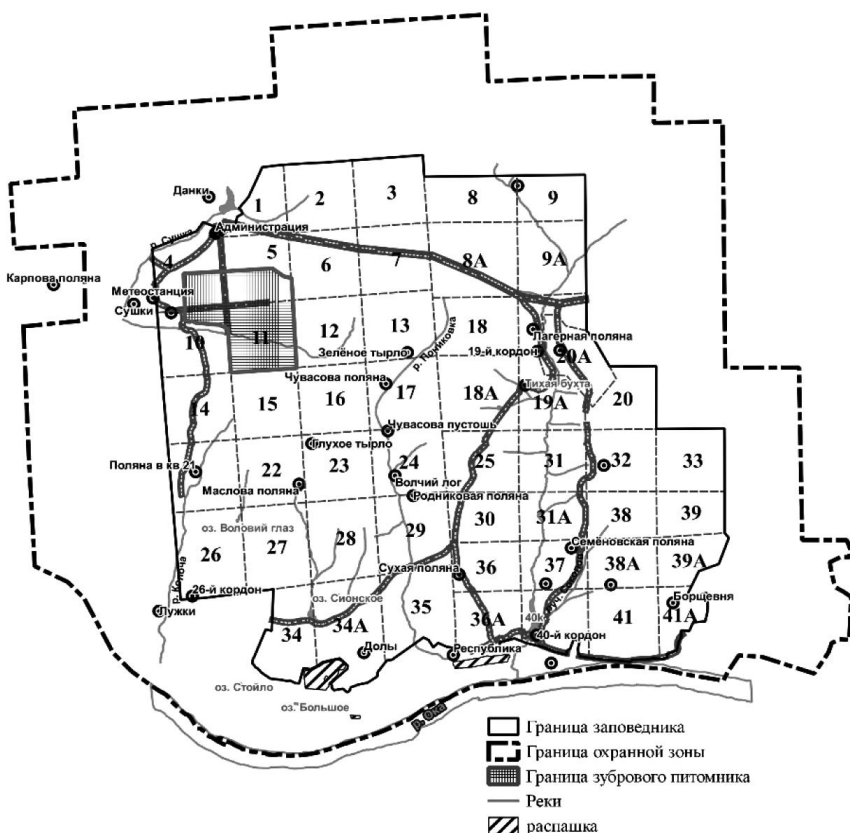 Данки
1
2
3
8
9
Администрация
р. Сушка
4
5
6
7
8А
9А
Карпова поляна
Метеостанция
Сушки
10
11
12
13
18
Лагерная поляна
Зелёное тырло
19-й кордон
20А
р. Пониковка
Чувасова поляна
Тихая бухта
14
15
16
17
18А
19А
20
Чувасова пустошь
Глухое тырло
Поляна в кв 21
22
23
24
25
31
32
33
Маслова поляна
Волчий лог
Родниковая поляна
оз. Воловий глаз
26
27
28
29
30
31А
38
39
Семёновская поляна
Сухая поляна
36
37
38А
39А
26-й кордон
р. Колоча
Лужки
оз. Сионское
Борщевня
34
34А
35
36А
40к
41
41А
40-й кордон
Долы
Республика
оз. Стойло
оз. Большое
р. Ока
Граница заповедника
Граница охранной зоны
Граница зубрового питомника
Реки
распашка